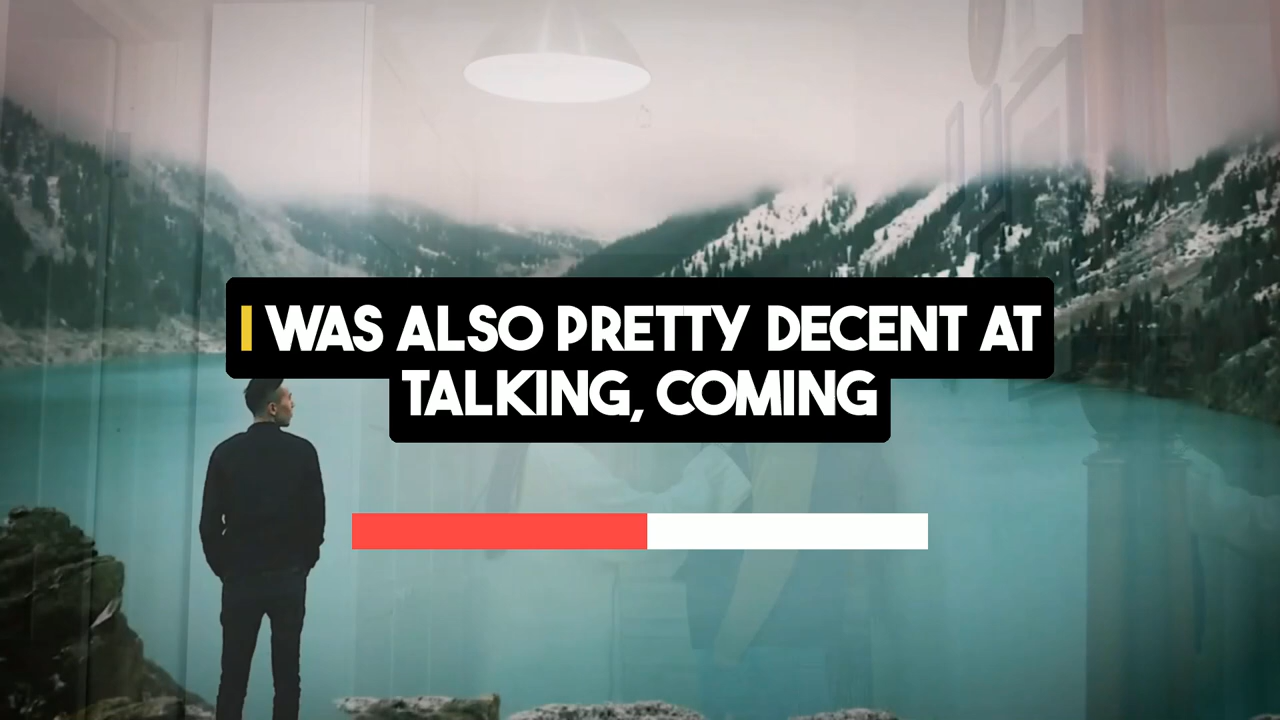 I WAS ALSO PRETTY DECENT AT
TALKING, COMING